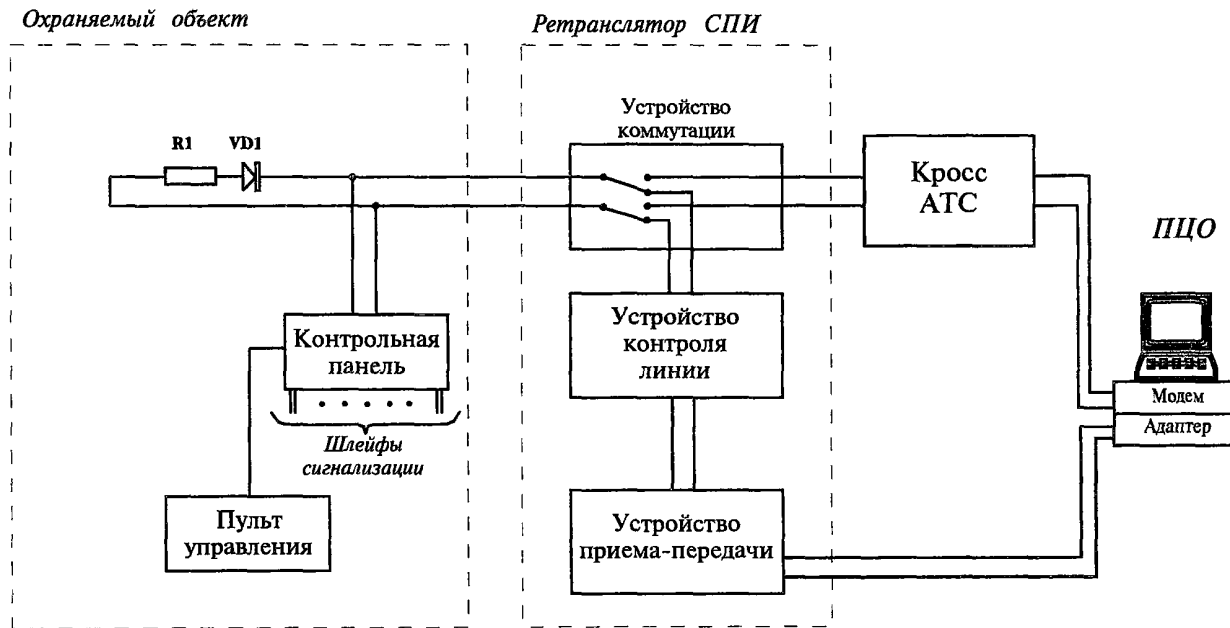 Охраняемый объект
Ретранслятор СПИ
Устройство
коммутации
R1
VD1
Кросс
АТС
ПЦО
Контрольная
панель
Устройство
контроля
линии
Модем
Адаптер
Шлейфы
сигнализации
Пульт
управления
Устройство
приема-передачи